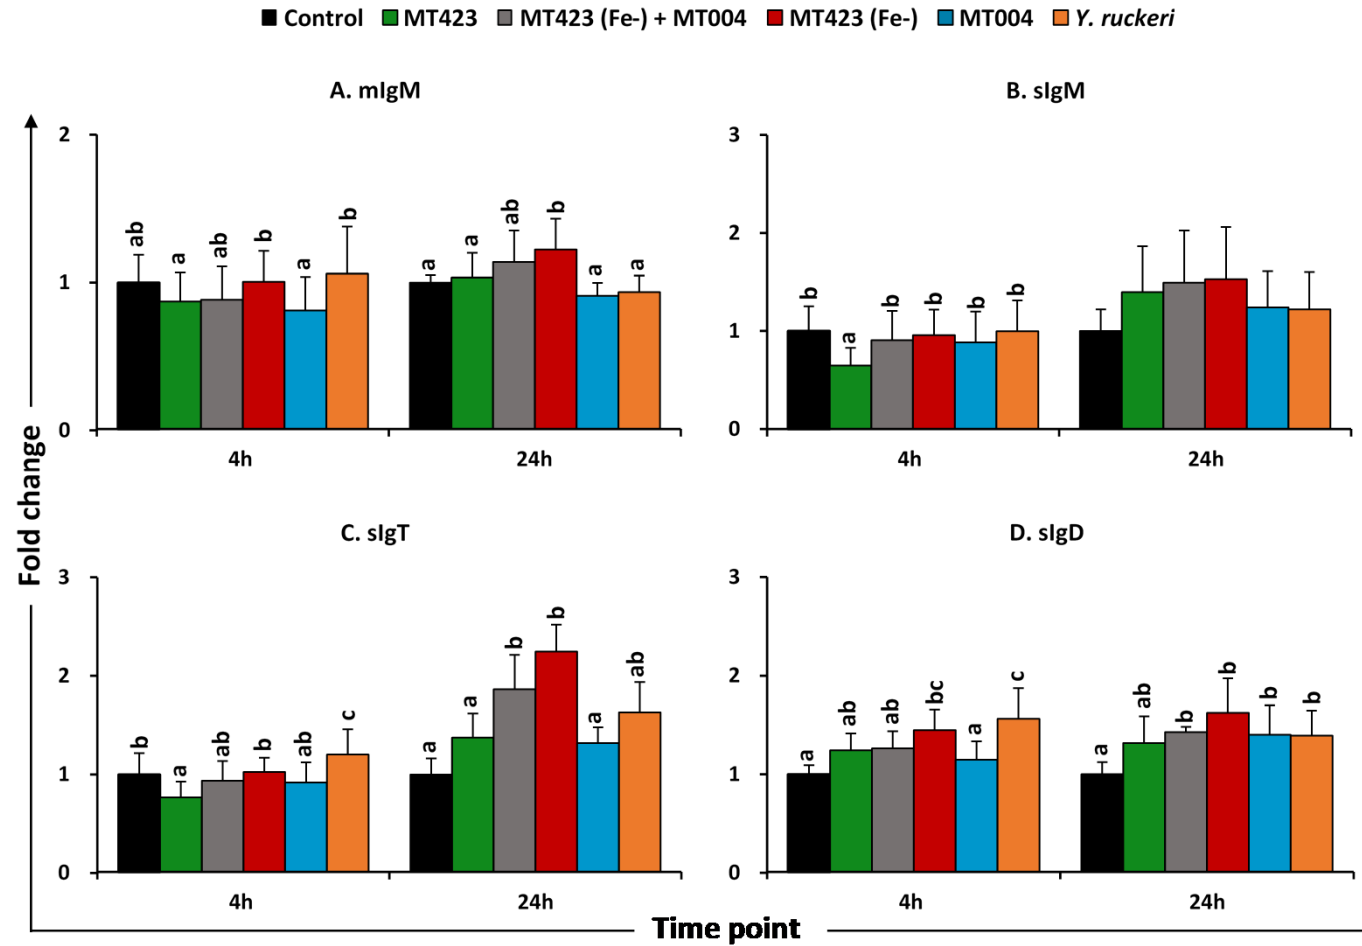 Control MT423 MT423 (Fe-) + MT004 MT423 (Fe-) MT004 Y. ruckeri
A. mIgM
2
1
0
ab a ab b a b
a a ab b a a
4h 24h
B. sIgM
3
2
1
0
b a b b b b
4h 24h
Fold change
C. sIgT
3
2
1
0
b a ab b ab c
a a b b a ab
4h 24h
D. sIgD
3
2
1
0
a ab ab bc a c
a ab b b b b
4h 24h
Time point